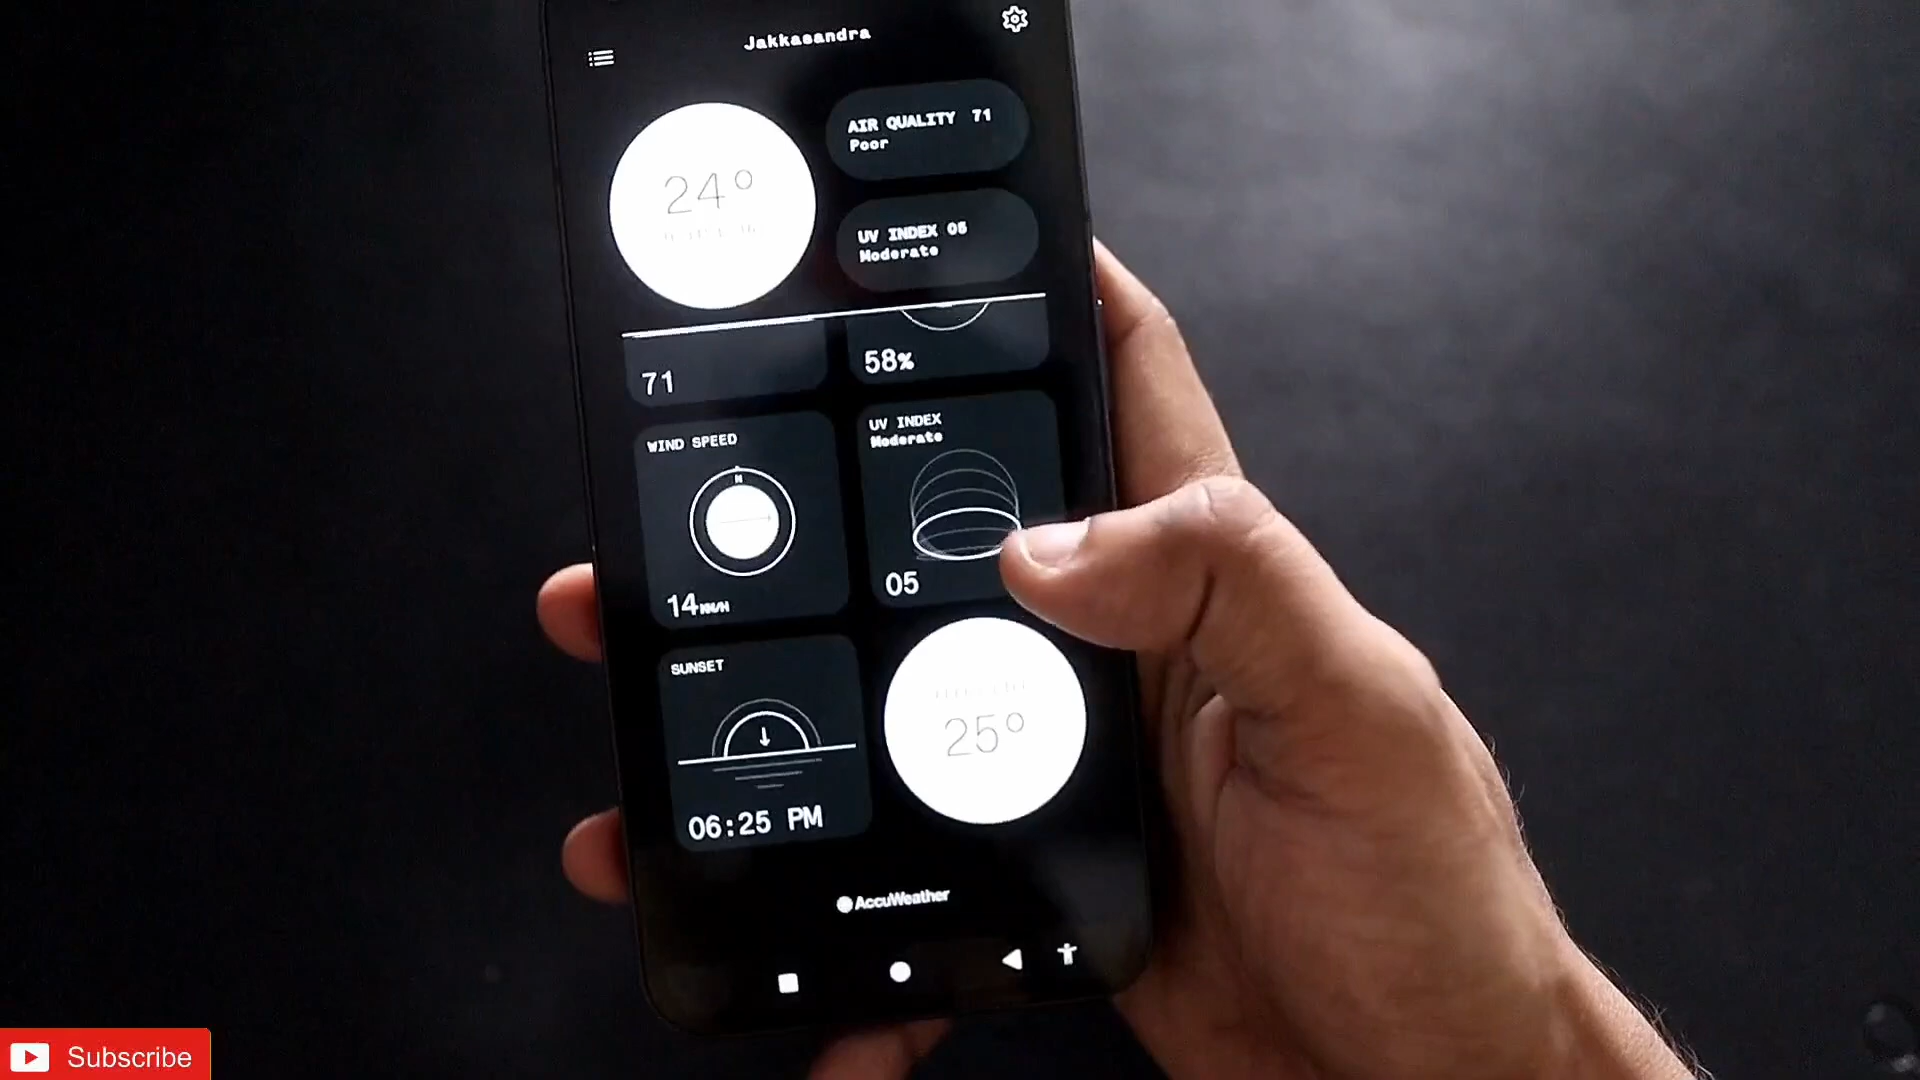 Jakkasandra
24°
AIR QUALITY 71
Poor
UV INDEX 05
Moderate
71
58%
WIND SPEED
N
14KM/H
UV INDEX
Moderate
05
SUNSET
06:25 PM
25°
AccuWeather
Subscribe